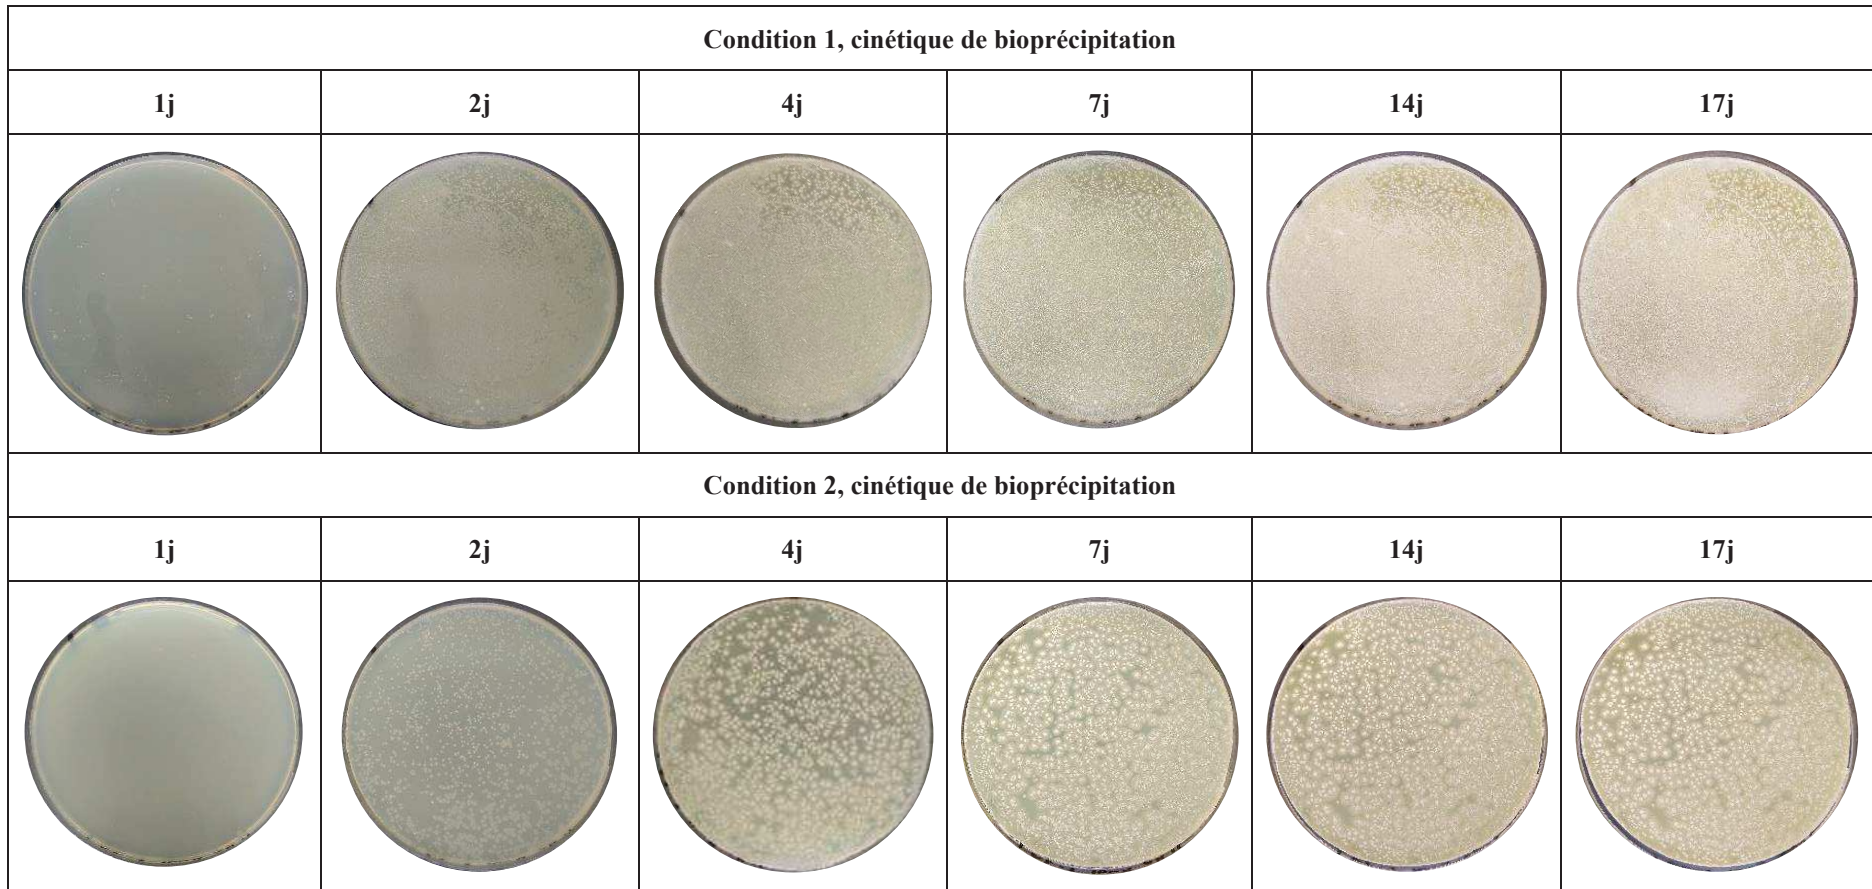 Condition 1, cinétique de bioprécipitation
1j 2j 4j 7j 14j 17j
Condition 2, cinétique de bioprécipitation
1j 2j 4j 7j 14j 17j